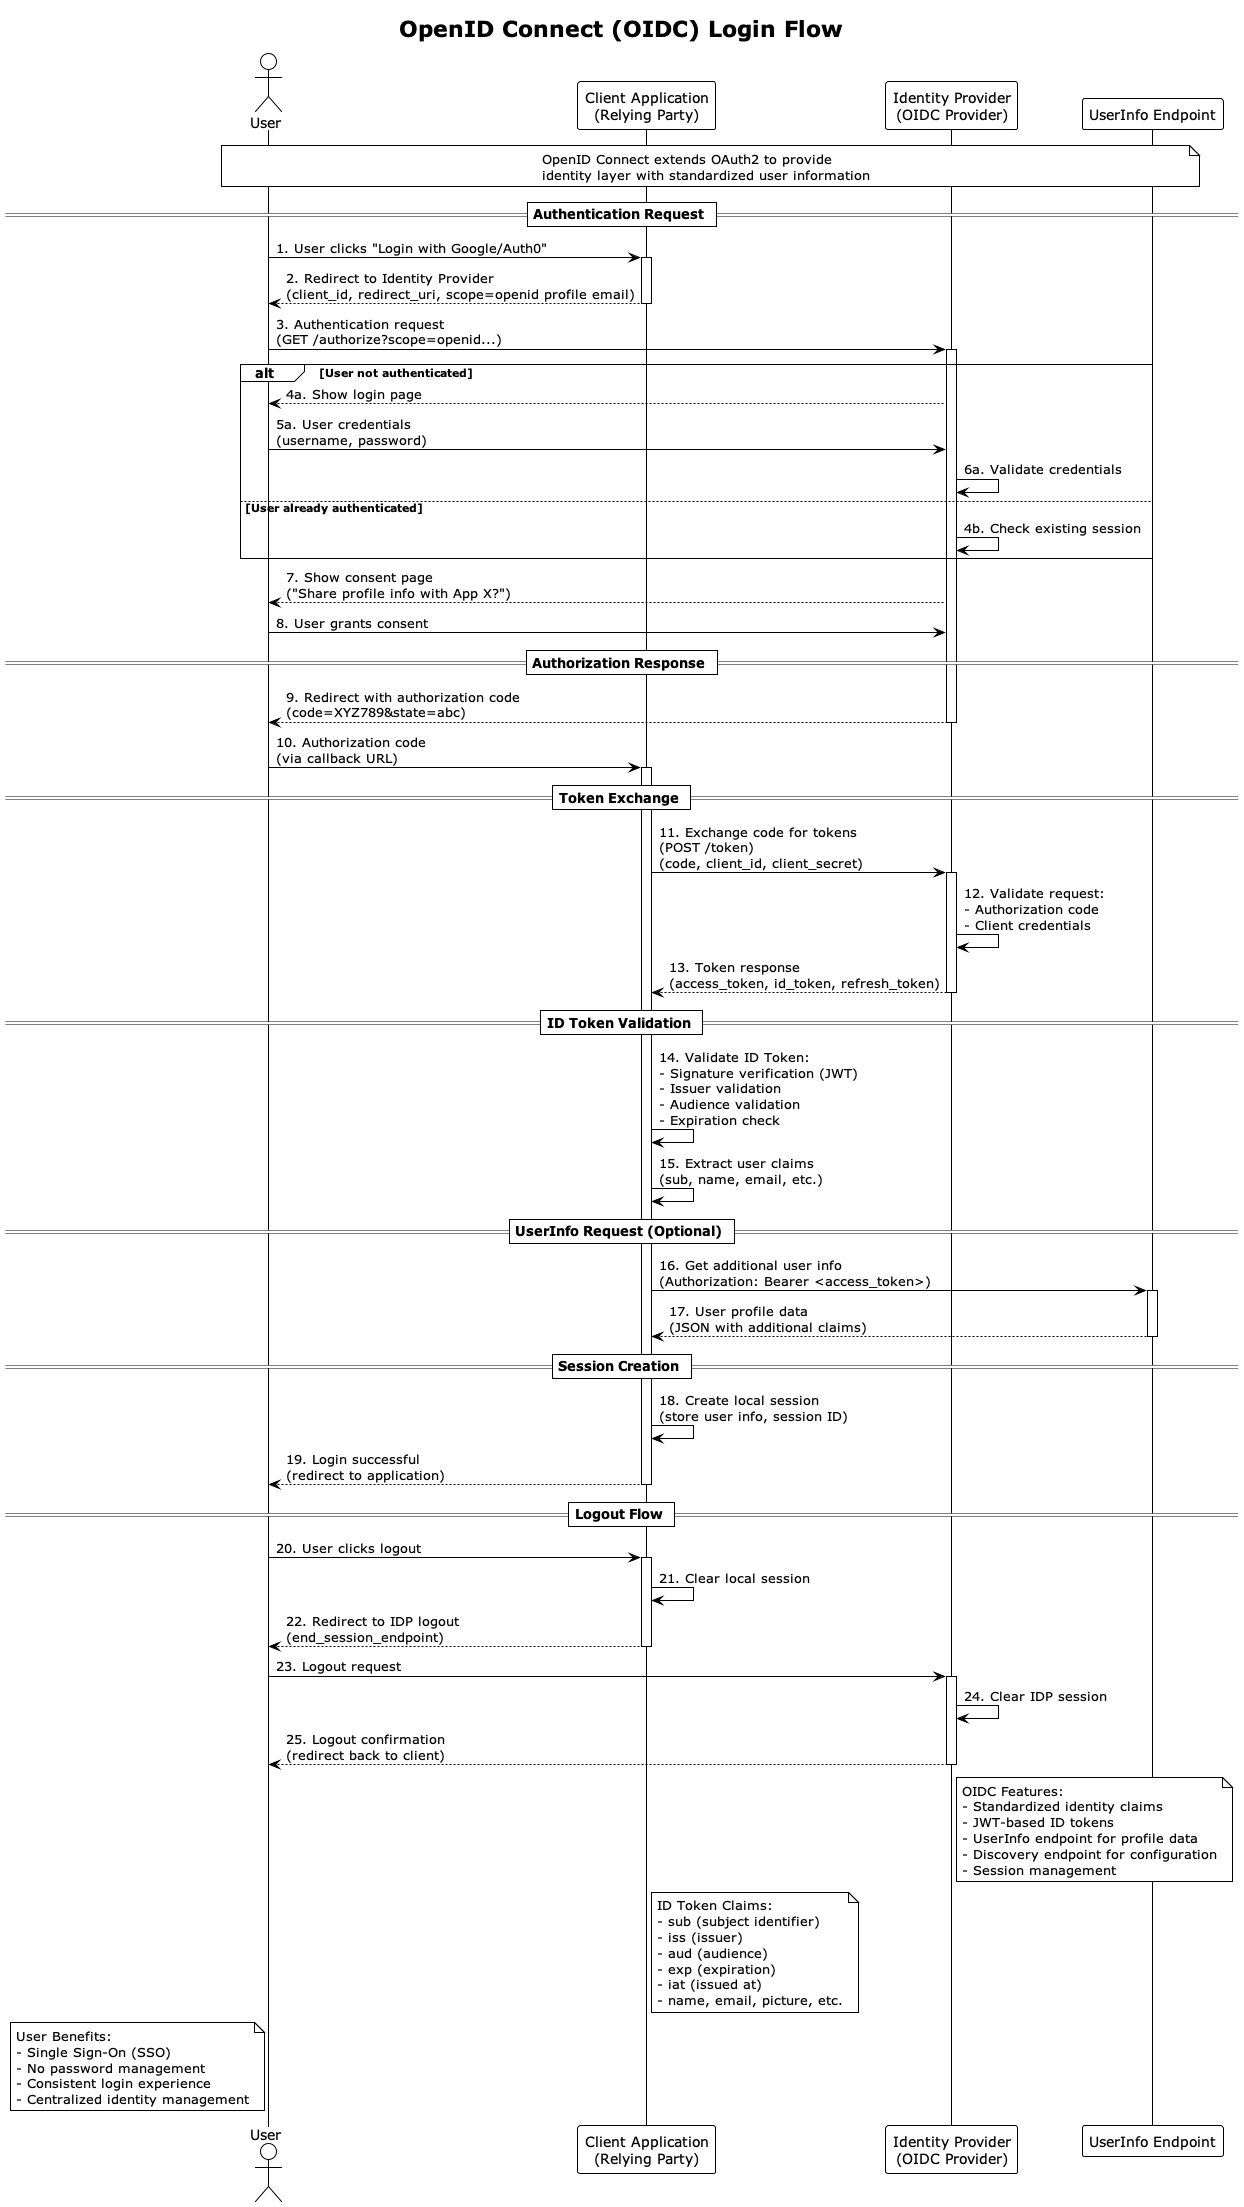 OpenID Connect (OIDC) Login Flow
User
Client Application
(Relying Party)
Identity Provider
(OIDC Provider)
UserInfo Endpoint
OpenID Connect extends OAuth2 to provide
identity layer with standardized user information
Authentication Request
1. User clicks "Login with Google/Auth0"
2. Redirect to Identity Provider
(client_id, redirect_uri, scope=openid profile email)
3. Authentication request
(GET /authorize?scope=openid...)
alt [User not authenticated]
4a. Show login page
5a. User credentials
(username, password)
6a. Validate credentials
[User already authenticated]
4b. Check existing session
7. Show consent page
("Share profile info with App X?")
8. User grants consent
Authorization Response
9. Redirect with authorization code
(code=XYZ789&state=abc)
10. Authorization code
(via callback URL)
Token Exchange
11. Exchange code for tokens
(POST /token)
(code, client_id, client_secret)
12. Validate request:
- Authorization code
- Client credentials
13. Token response
(access_token, id_token, refresh_token)
ID Token Validation
14. Validate ID Token:
- Signature verification (JWT)
- Issuer validation
- Audience validation
- Expiration check
15. Extract user claims
(sub, name, email, etc.)
UserInfo Request (Optional)
16. Get additional user info
(Authorization: Bearer <access_token>)
17. User profile data
(JSON with additional claims)
Session Creation
18. Create local session
(store user info, session ID)
19. Login successful
(redirect to application)
Logout Flow
20. User clicks logout
21. Clear local session
22. Redirect to IDP logout
(end_session_endpoint)
23. Logout request
24. Clear IDP session
25. Logout confirmation
(redirect back to client)
OIDC Features:
- Standardized identity claims
- JWT-based ID tokens
- UserInfo endpoint for profile data
- Discovery endpoint for configuration
- Session management
ID Token Claims:
- sub (subject identifier)
- iss (issuer)
- aud (audience)
- exp (expiration)
- iat (issued at)
- name, email, picture, etc.
User Benefits:
- Single Sign-On (SSO)
- No password management
- Consistent login experience
- Centralized identity management
User
Client Application
(Relying Party)
Identity Provider
(OIDC Provider)
UserInfo Endpoint